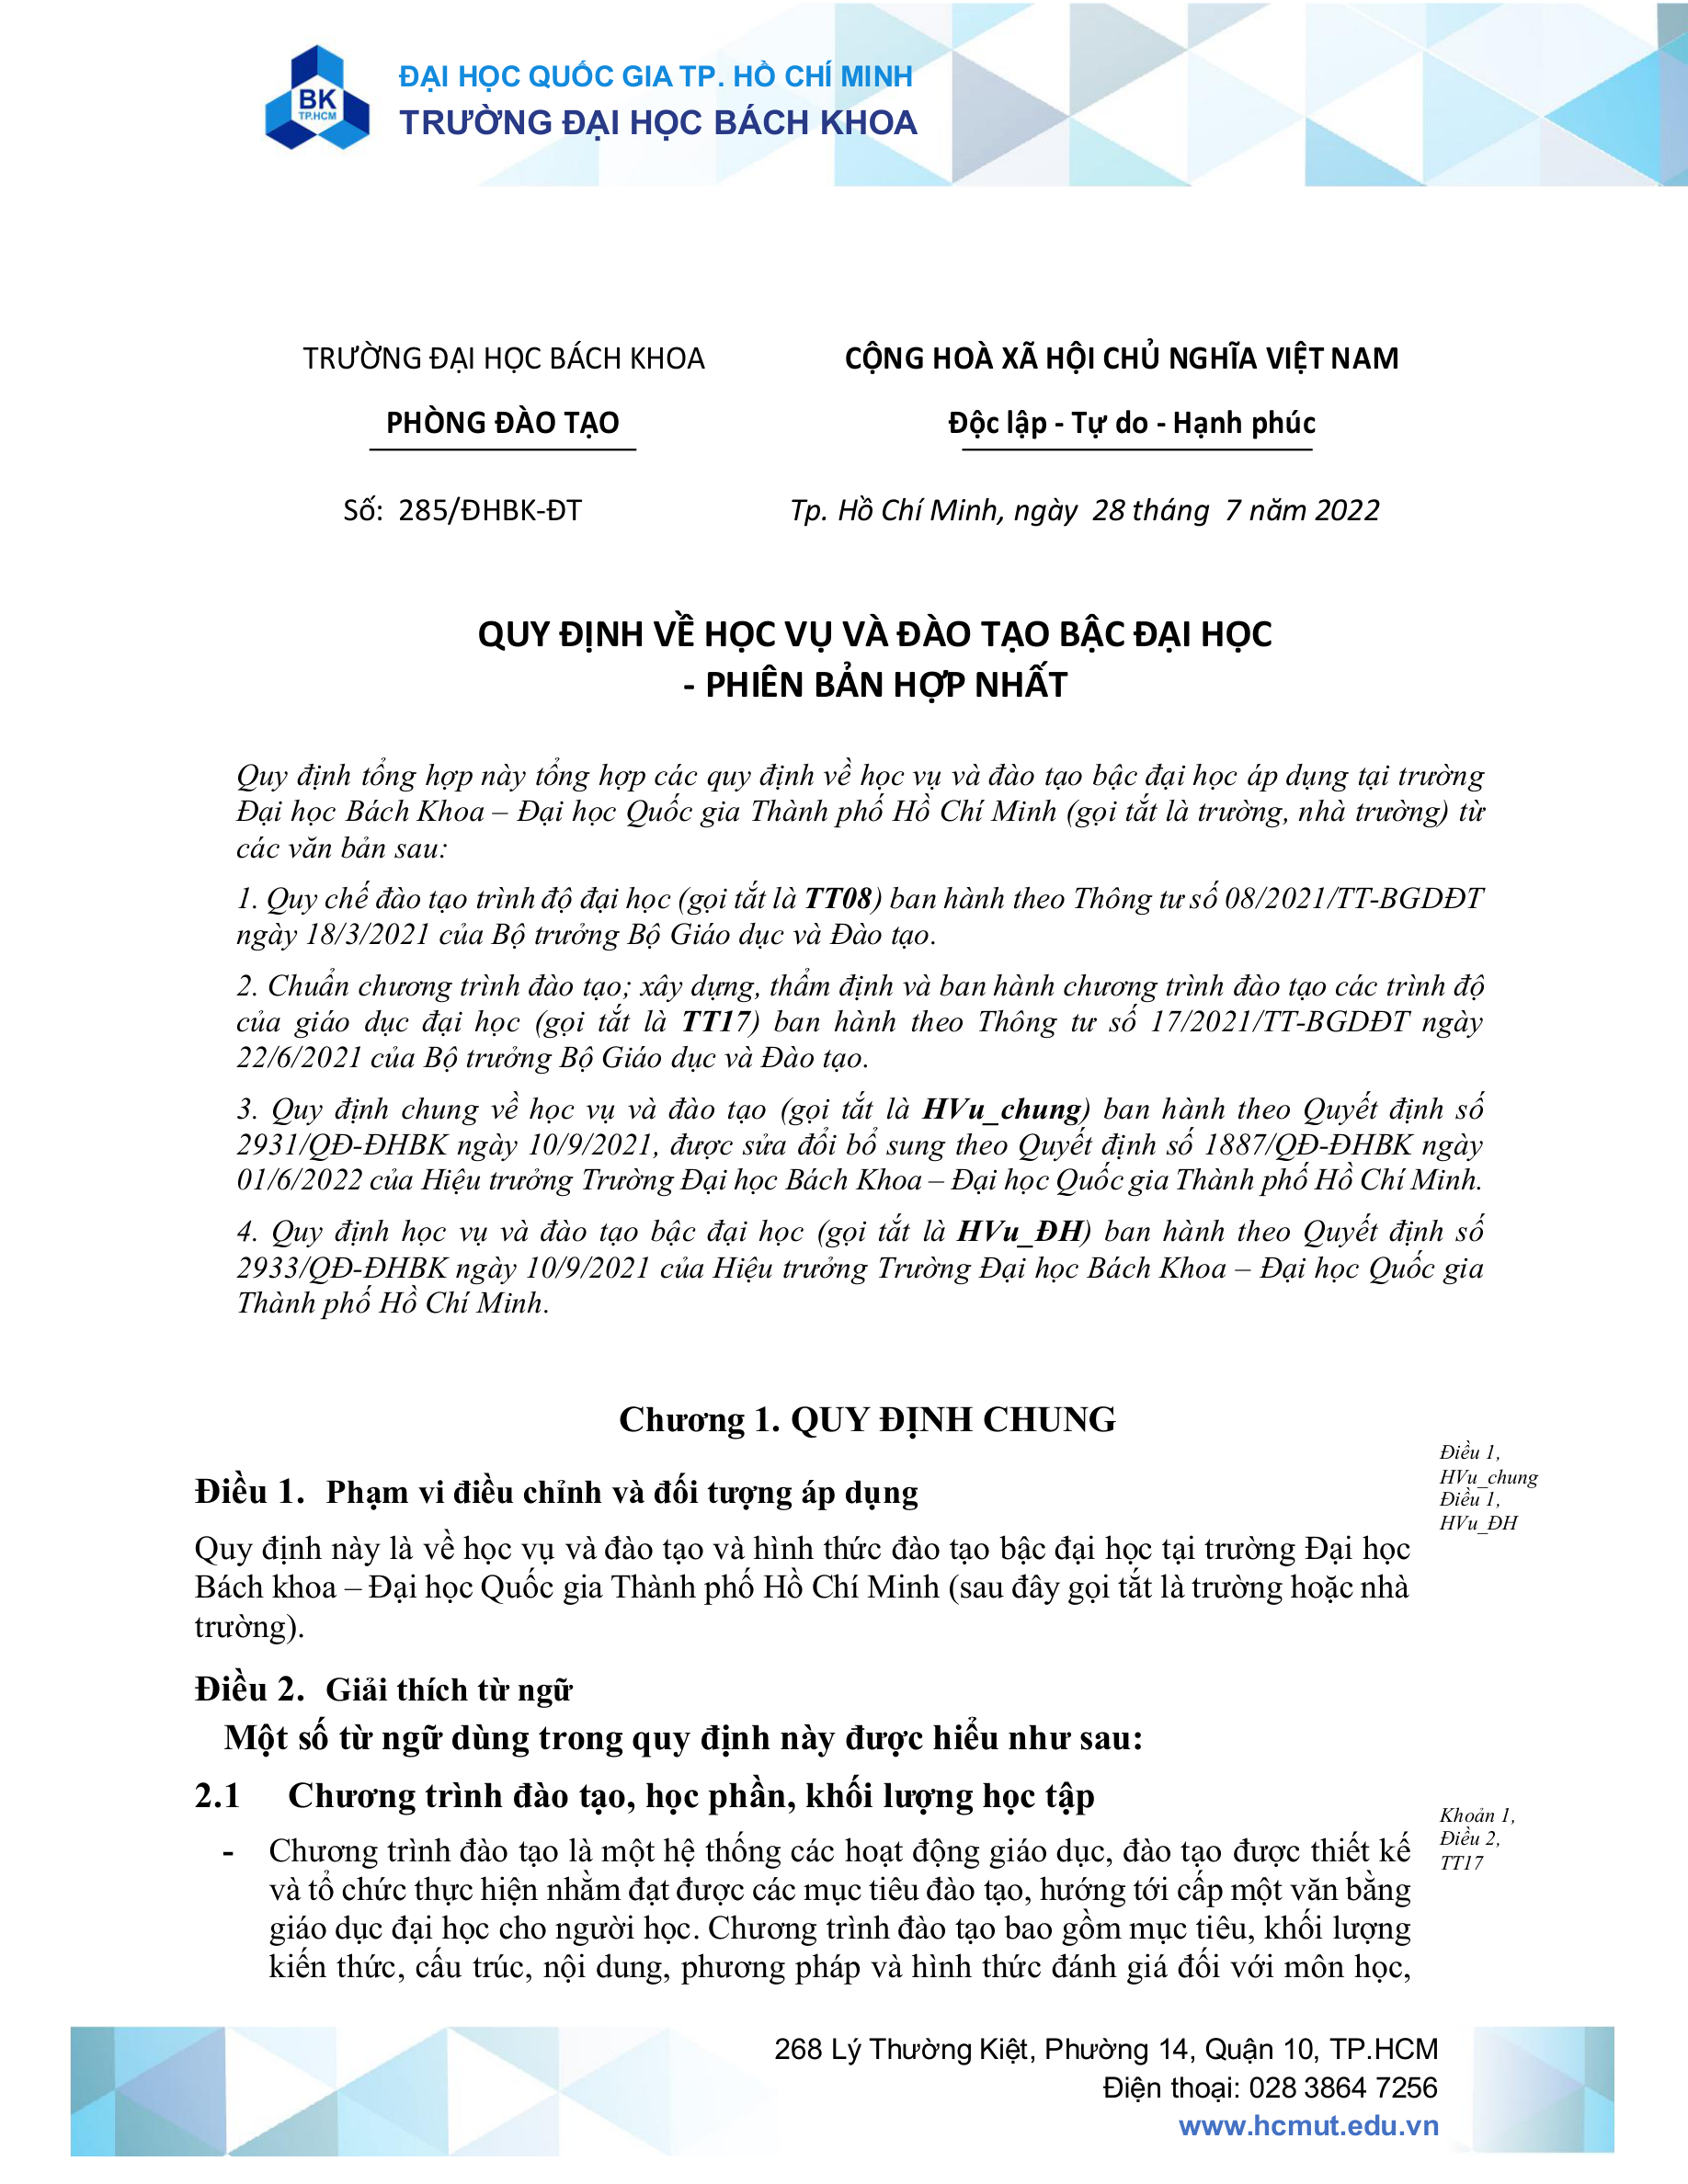 BK
TP.HCM
ĐẠI HỌC QUỐC GIA TP. HỒ CHÍ MINH
TRƯỜNG ĐẠI HỌC BÁCH KHOA
TRƯỜNG ĐẠI HỌC BÁCH KHOA
CỘNG HOÀ XÃ HỘI CHỦ NGHĨA VIỆT NAM
PHÒNG ĐÀO TẠO
Độc lập - Tự do - Hạnh phúc
Số: 285/ĐHBK-ĐT
Tp. Hồ Chí Minh, ngày 28 tháng 7 năm 2022
QUY ĐỊNH VỀ HỌC VỤ VÀ ĐÀO TẠO BẬC ĐẠI HỌC
- PHIÊN BẢN HỢP NHẤT
Quy định tổng hợp này tổng hợp các quy định về học vụ và đào tạo bậc đại học áp dụng tại trường
Đại học Bách Khoa – Đại học Quốc gia Thành phố Hồ Chí Minh (gọi tắt là trường, nhà trường) từ
các văn bản sau:
1. Quy chế đào tạo trình độ đại học (gọi tắt là TT08) ban hành theo Thông tư số 08/2021/TT-BGDĐT
ngày 18/3/2021 của Bộ trưởng Bộ Giáo dục và Đào tạo.
2. Chuẩn chương trình đào tạo; xây dựng, thẩm định và ban hành chương trình đào tạo các trình độ
của giáo dục đại học (gọi tắt là TT17) ban hành theo Thông tư số 17/2021/TT-BGDĐT ngày
22/6/2021 của Bộ trưởng Bộ Giáo dục và Đào tạo.
3. Quy định chung về học vụ và đào tạo (gọi tắt là HVu_chung) ban hành theo Quyết định số
2931/QĐ-ĐHBK ngày 10/9/2021, được sửa đổi bổ sung theo Quyết định số 1887/QĐ-ĐHBK ngày
01/6/2022 của Hiệu trưởng Trường Đại học Bách Khoa – Đại học Quốc gia Thành phố Hồ Chí Minh.
4. Quy định học vụ và đào tạo bậc đại học (gọi tắt là HVu_ĐH) ban hành theo Quyết định số
2933/QĐ-ĐHBK ngày 10/9/2021 của Hiệu trưởng Trường Đại học Bách Khoa – Đại học Quốc gia
Thành phố Hồ Chí Minh.
Chương 1. QUY ĐỊNH CHUNG
Điều 1,
HVu_chung
Điều 1,
HVu_ĐH
Điều 1. Phạm vi điều chỉnh và đối tượng áp dụng
Quy định này là về học vụ và đào tạo và hình thức đào tạo bậc đại học tại trường Đại học
Bách khoa – Đại học Quốc gia Thành phố Hồ Chí Minh (sau đây gọi tắt là trường hoặc nhà
trường).
Điều 2. Giải thích từ ngữ
Một số từ ngữ dùng trong quy định này được hiểu như sau:
2.1 Chương trình đào tạo, học phần, khối lượng học tập
Khoản 1,
Điều 2,
TT17
- Chương trình đào tạo là một hệ thống các hoạt động giáo dục, đào tạo được thiết kế
và tổ chức thực hiện nhằm đạt được các mục tiêu đào tạo, hướng tới cấp một văn bằng
giáo dục đại học cho người học. Chương trình đào tạo bao gồm mục tiêu, khối lượng
kiến thức, cấu trúc, nội dung, phương pháp và hình thức đánh giá đối với môn học,
268 Lý Thường Kiệt, Phường 14, Quận 10, TP.HCM
Điện thoại: 028 3864 7256
www.hcmut.edu.vn